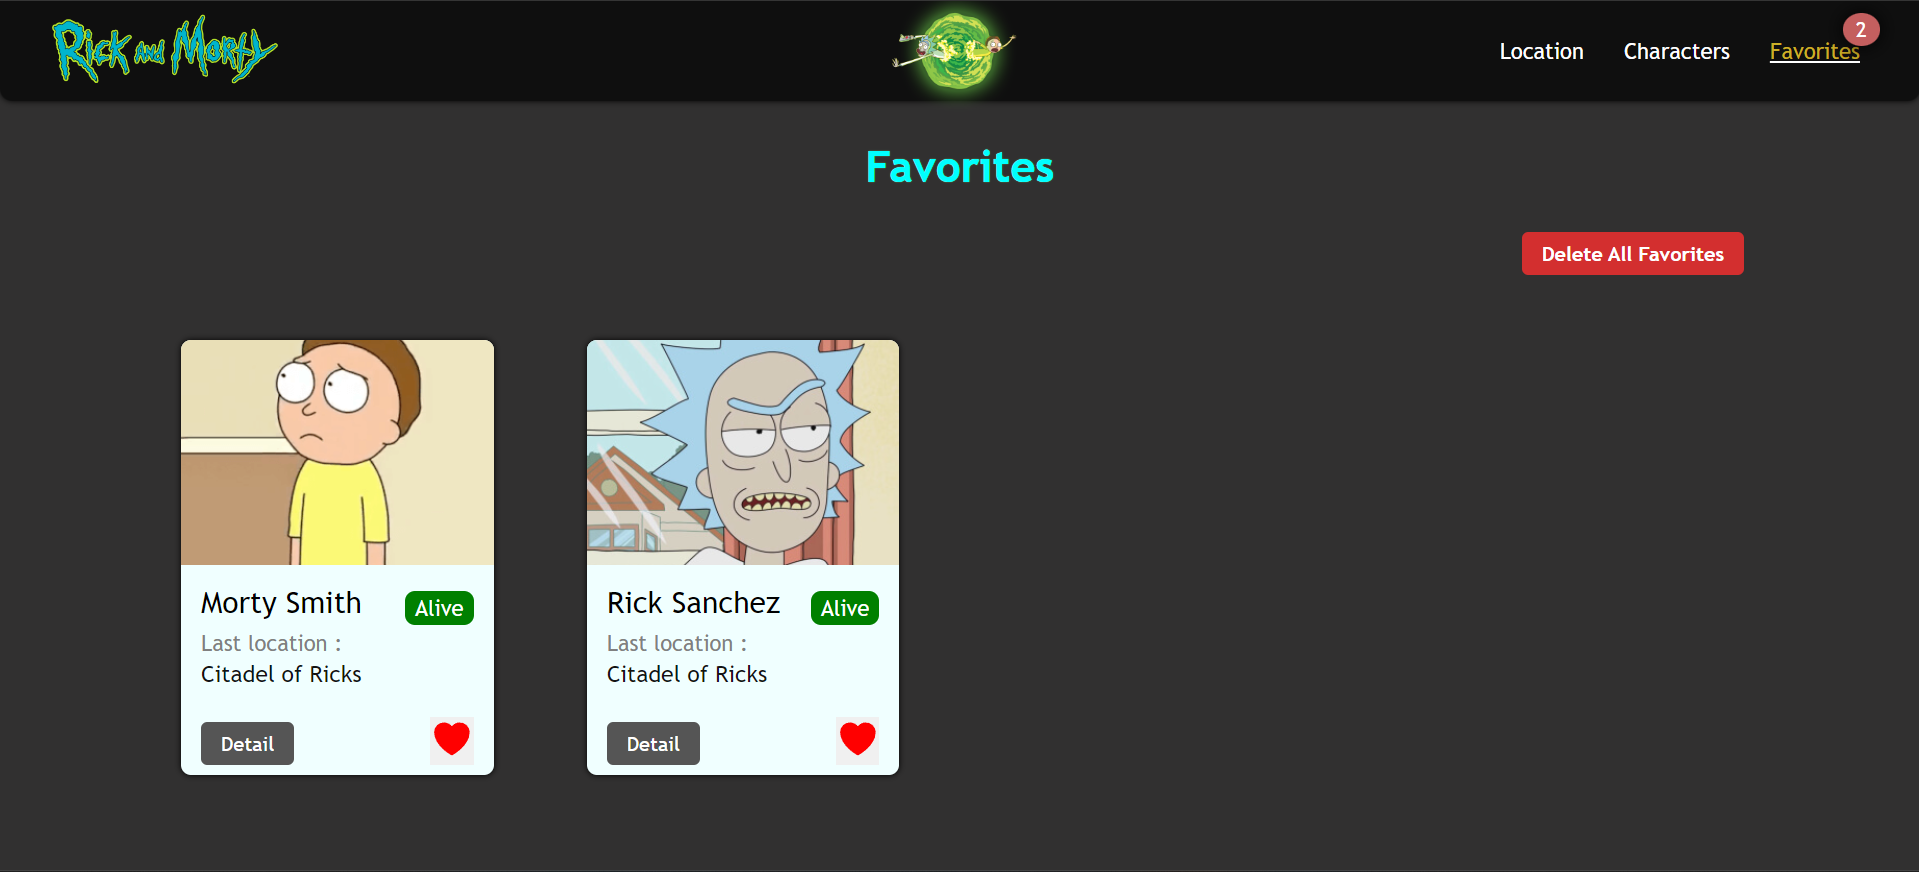 Rick and Morty
Location Characters Favorites 2
Favorites
Delete All Favorites
Morty Smith Alive
Last location :
Citadel of Ricks
Detail
Rick Sanchez Alive
Last location :
Citadel of Ricks
Detail